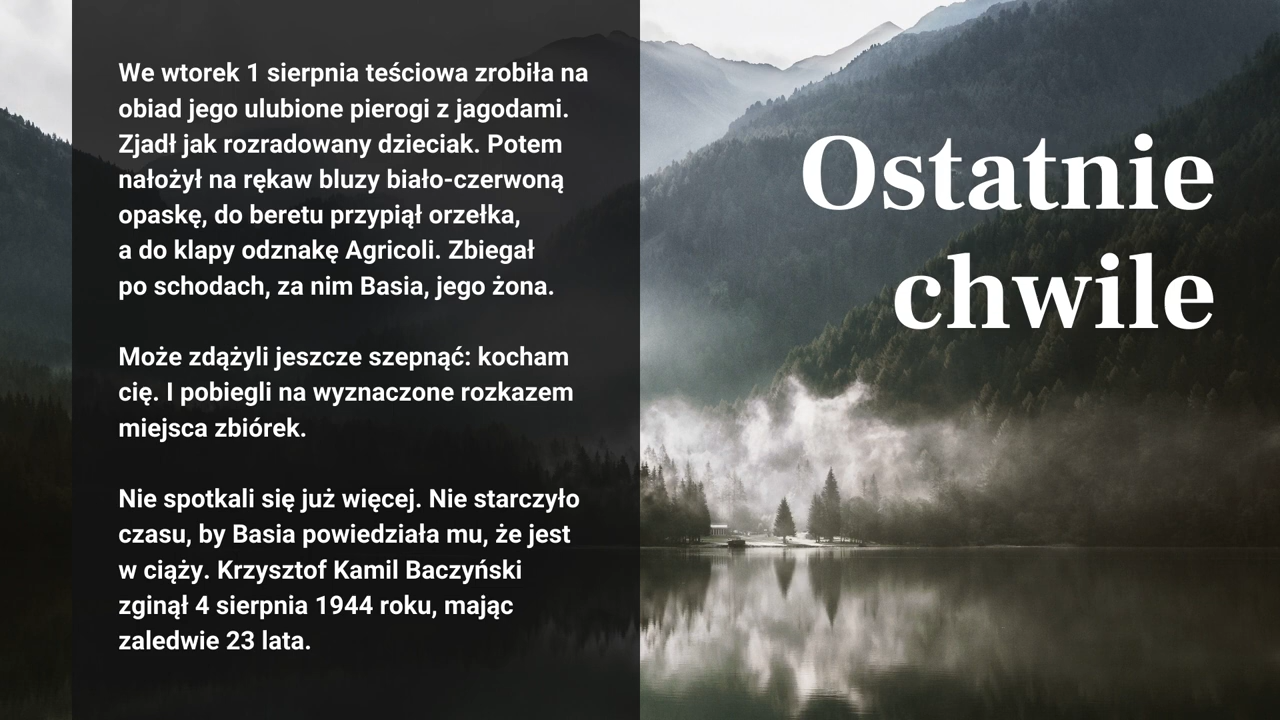 We wtorek 1 sierpnia teściowa zrobiła na
obiad jego ulubione pierogi z jagodami.
Zjadł jak rozradowany dzieciak. Potem
nałożył na rękaw bluzy biało-czerwoną
opaskę, do beretu przypiął orzełka,
a do klapy odznakę Agricoli. Zbiegał
po schodach, za nim Basia, jego żona.
Może zdążyli jeszcze szepnąć: kocham
cię. I pobiegli na wyznaczone rozkazem
miejsca zbiórek.
Nie spotkali się już więcej. Nie starczyło
czasu, by Basia powiedziała mu, że jest
w ciąży. Krzysztof Kamil Baczyński
zginął 4 sierpnia 1944 roku, mając
zaledwie 23 lata.
Ostatnie
chwile